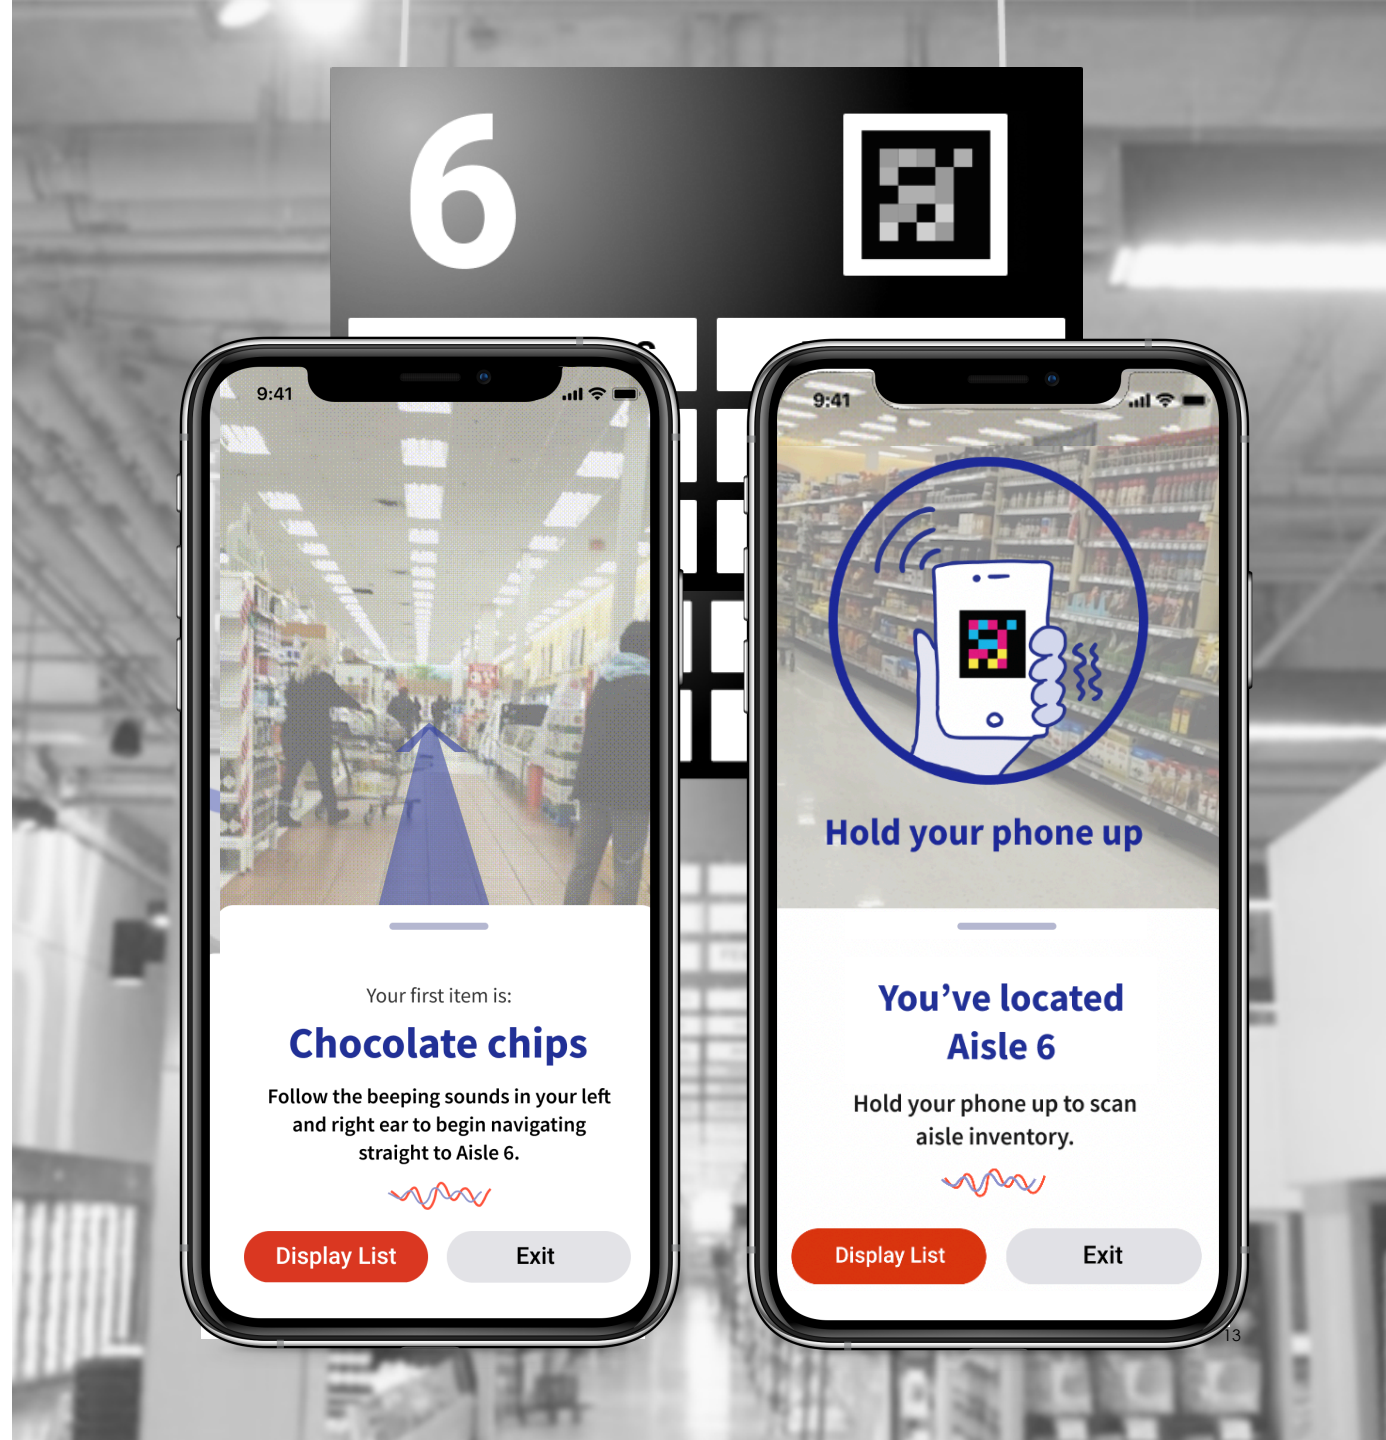 6
9:41
Your first item is:
Chocolate chips
Follow the beeping sounds in your left
and right ear to begin navigating
straight to Aisle 6.
Display List
Exit
9:41
Hold your phone up
You’ve located
Aisle 6
Hold your phone up to scan
aisle inventory.
Display List
Exit
13